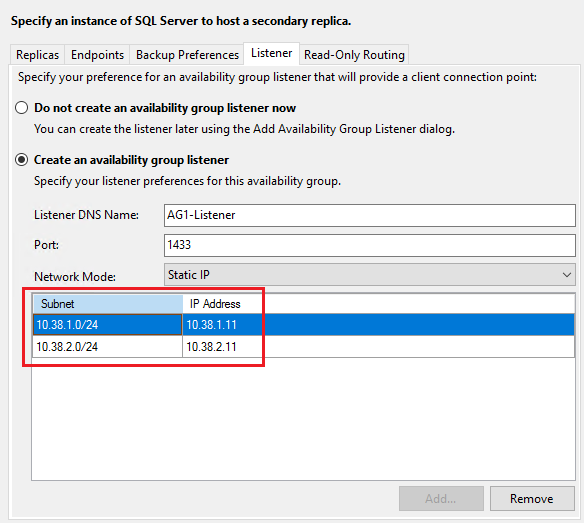 Specify an instance of SQL Server to host a secondary replica.
Replicas Endpoints Backup Preferences Listener Read-Only Routing
Specify your preference for an availability group listener that will provide a client connection point:
Do not create an availability group listener now
You can create the listener later using the Add Availability Group Listener dialog.
Create an availability group listener
Specify your listener preferences for this availability group.
Listener DNS Name: AG1-Listener
Port: 1433
Network Mode: Static IP
Subnet IP Address
10.38.1.0/24 10.38.1.11
10.38.2.0/24 10.38.2.11
Add... Remove